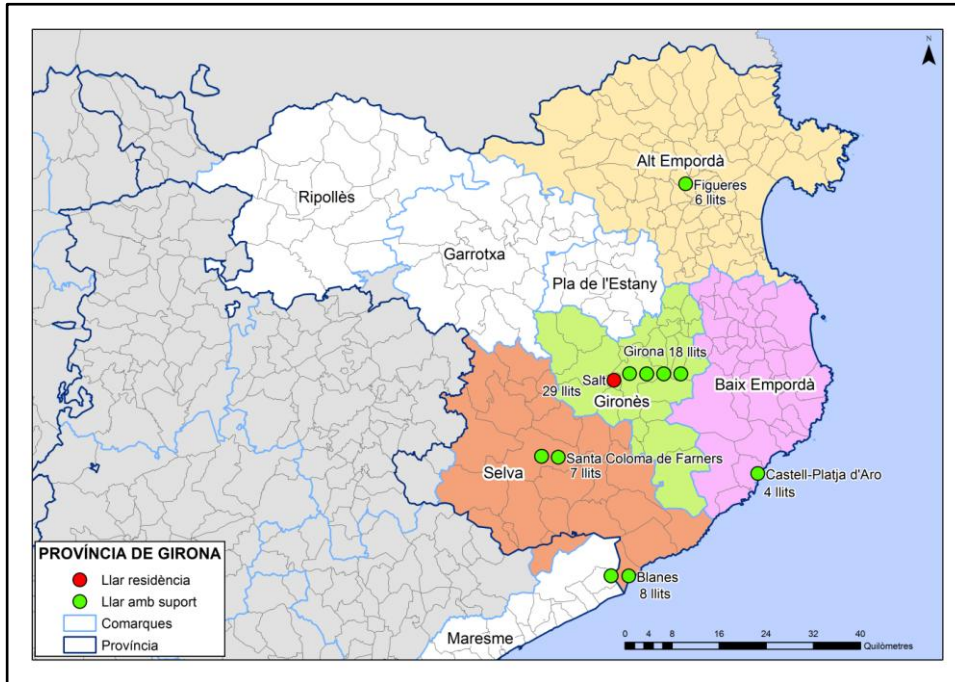 N
Alt Empordà
Figueres
6 llits
Ripollès
Garrotxa
Pla de l'Estany
Girona 18 llits
Salt
29 llits
Gironès
Baix Empordà
Santa Coloma de Farners
7 llits
Selva
Castell-Platja d'Aro
4 llits
Blanes
8 llits
Maresme
PROVÍNCIA DE GIRONA
Llar residència
Llar amb suport
Comarques
Província
0 4 8 16 24 32 40
Quilòmetres